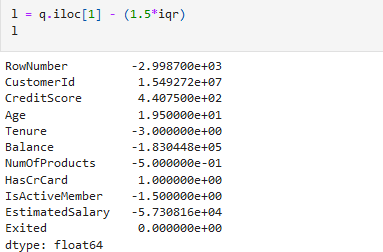 l = q.iloc[1] - (1.5*iqr)
l
RowNumber -2.998700e+03
CustomerId 1.549272e+07
CreditScore 4.407500e+02
Age 1.950000e+01
Tenure -3.000000e+00
Balance -1.830448e+05
NumOfProducts -5.000000e-01
HasCrCard 1.000000e+00
IsActiveMember -1.500000e+00
EstimatedSalary -5.730816e+04
Exited 0.000000e+00
dtype: float64